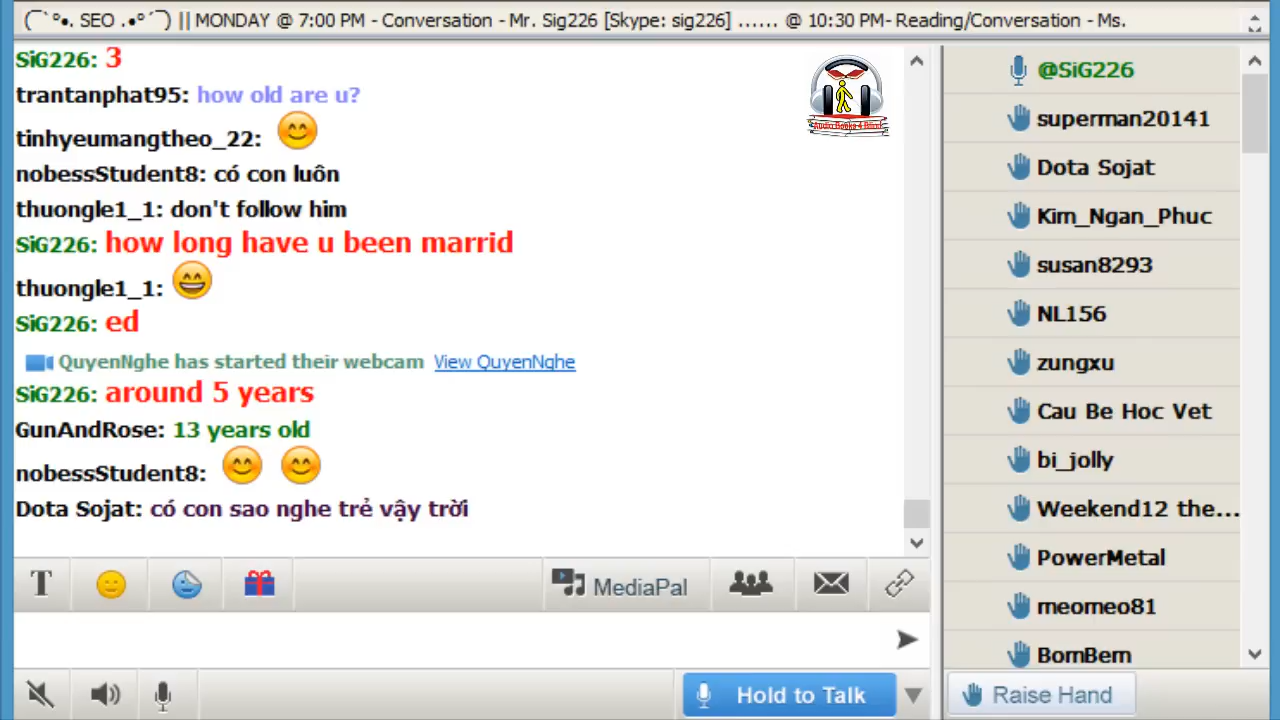 (¯`°•. SEO .•°´¯) || MONDAY @ 7:00 PM - Conversation - Mr. Sig226 [Skype: sig226] ...... @ 10:30 PM- Reading/Conversation - Ms.
SiG226: 3
trantanphat95: how old are u?
tinhyeumangtheo_22: 😊
nobessStudent8: có con luôn
thuongle1_1: don't follow him
SiG226: how long have u been marrid
thuongle1_1: 😄
SiG226: ed
QuyenNghe has started their webcam View QuyenNghe
SiG226: around 5 years
GunAndRose: 13 years old
nobessStudent8: 😊 😊
Dota Sojat: có con sao nghe trẻ vậy trời
T
MediaPal
Hold to Talk
Audio Books 4 Blind
@SiG226
superman20141
Dota Sojat
Kim_Ngan_Phuc
susan8293
NL156
zungxu
Cau Be Hoc Vet
bi_jolly
Weekend12 the...
PowerMetal
meomeo81
BomBem
Raise Hand